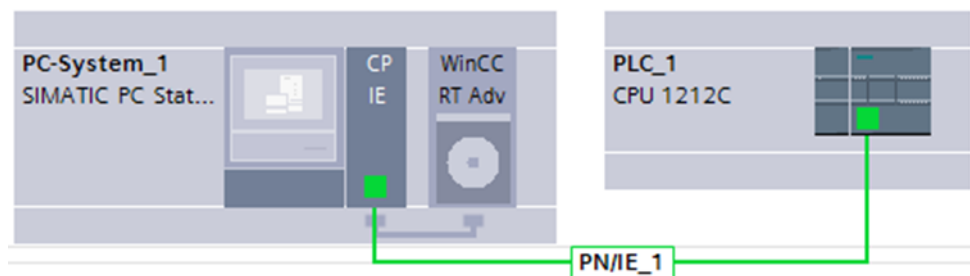 PC-System_1
SIMATIC PC Stat...
CP
IE
WinCC
RT Adv
PLC_1
CPU 1212C
PN/IE_1